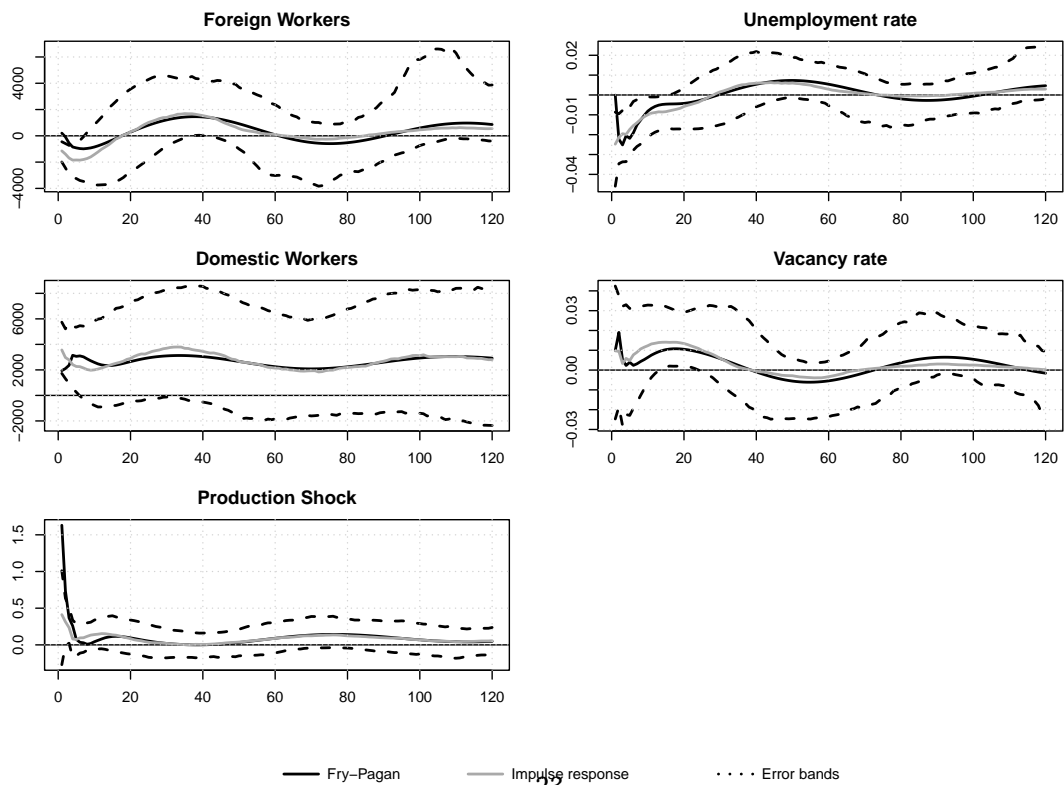 Foreign Workers
4000
0
−4000
0 20 40 60 80 100 120
Unemployment rate
0.02
−0.01
−0.04
0 20 40 60 80 100 120
Domestic Workers
6000
2000
−2000
0 20 40 60 80 100 120
Vacancy rate
0.03
0.00
−0.03
0 20 40 60 80 100 120
Production Shock
1.5
1.0
0.5
0.0
0 20 40 60 80 100 120
Fry−Pagan Impulse response Error bands